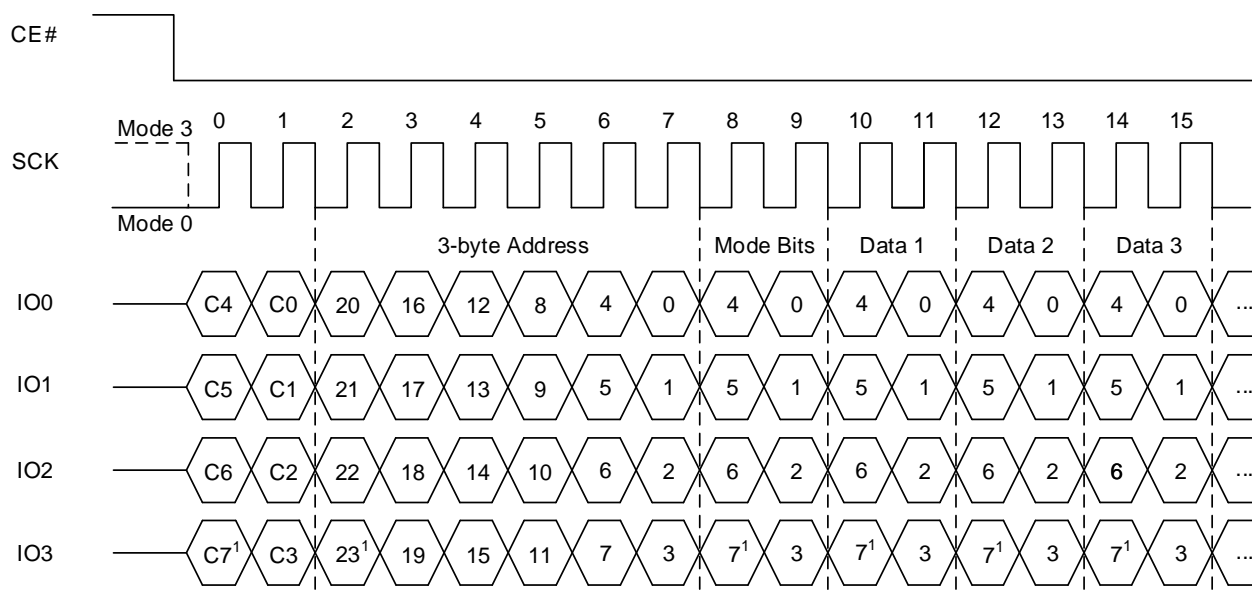 CE#
0 1 2 3 4 5 6 7 8 9 10 11 12 13 14 15
Mode 3
SCK
Mode 0
3-byte Address Mode Bits Data 1 Data 2 Data 3
IO0 C4 C0 20 16 12 8 4 0 4 0 4 0 4 0 4 0 ...
IO1 C5 C1 21 17 13 9 5 1 5 1 5 1 5 1 5 1 ...
IO2 C6 C2 22 18 14 10 6 2 6 2 6 2 6 2 6 2 ...
IO3 C7¹ C3 23¹ 19 15 11 7 3 7¹ 3 7¹ 3 7¹ 3 7¹ 3 ...